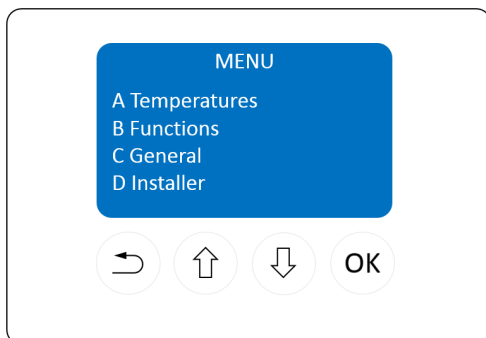 MENU
A Temperatures
B Functions
C General
D Installer
OK